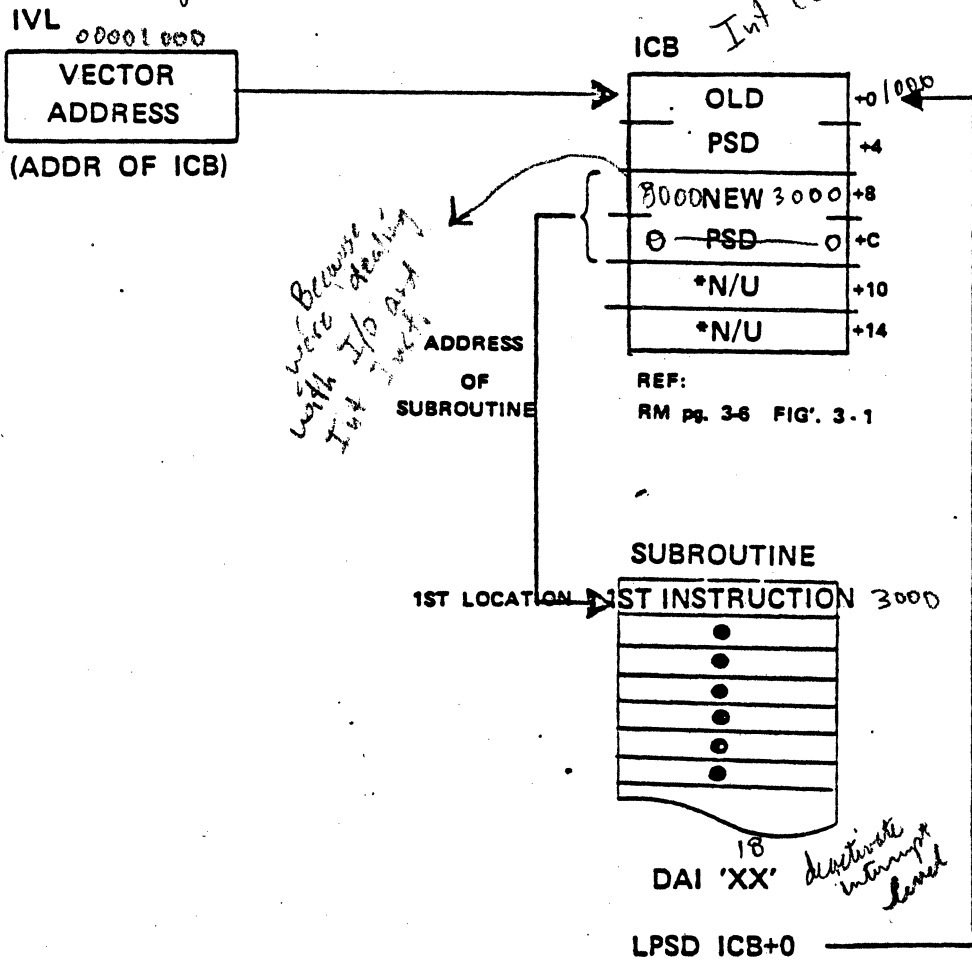 IVL
00001000
VECTOR
ADDRESS
(ADDR OF ICB)
ICB
Int
OLD +0 1000
PSD +4
8000 NEW 3000 +8
0 PSD 0 +C
*N/U +10
*N/U +14
Because
we're dealing
with I/O and
Int Inst.
ADDRESS
OF
SUBROUTINE
REF:
RM pg. 3-6 FIG'. 3-1
SUBROUTINE
1ST LOCATION 1ST INSTRUCTION 3000
18
DAI 'XX'
deactivate
interrupt
level
LPSD ICB+0